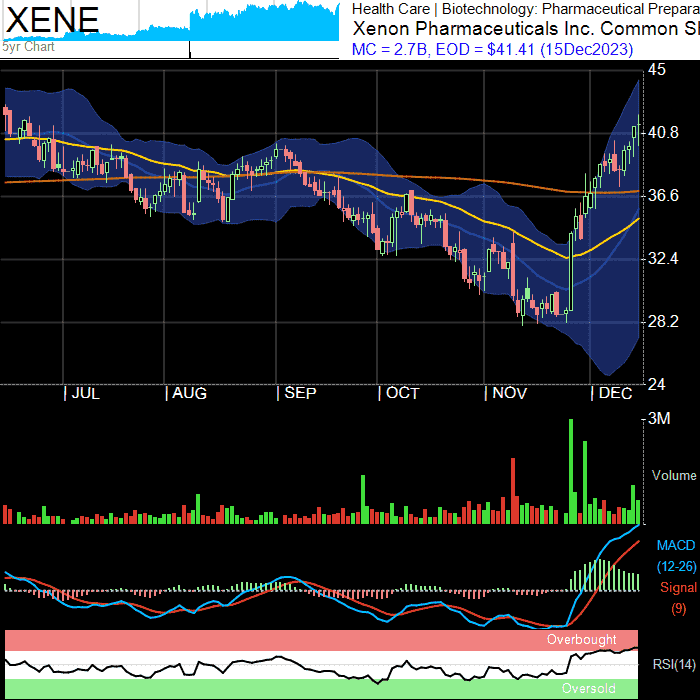 XENE
5yr Chart
Health Care | Biotechnology: Pharmaceutical Prepara
Xenon Pharmaceuticals Inc. Common
MC = 2.7B, EOD = $41.41 (15Dec2023)
45
40.8
36.6
32.4
28.2
24
| JUL | AUG | SEP | OCT | NOV | DEC
3M
Volume
MACD
(12-26)
Signal
(9)
Overbought
RSI(14)
Oversold